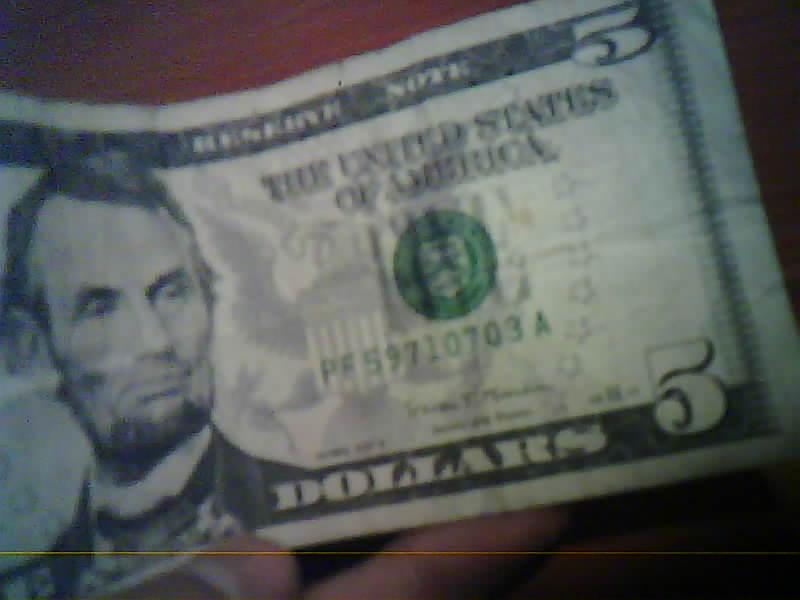 RESERVE NOTE
5
THE UNITED STATES
OF AMERICA
PF 59710703 A
5
DOLLARS